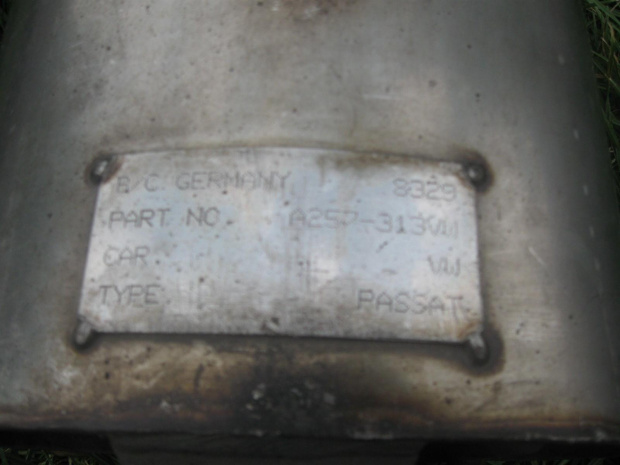 B/C GERMANY 8329
PART NO. A257-313VW
CAR. VW
TYPE PASSAT